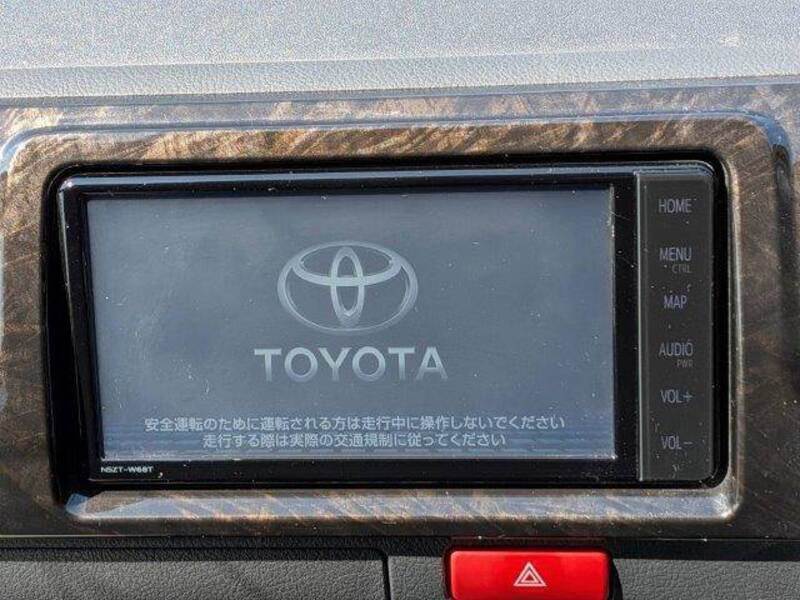 TOYOTA
安全運転のために運転される方は走行中に操作しないでください
走行する際は実際の交通規制に従ってください
NSZT-W68T
HOME
MENU
CTRL
MAP
AUDIO
PWR
VOL+
VOL-